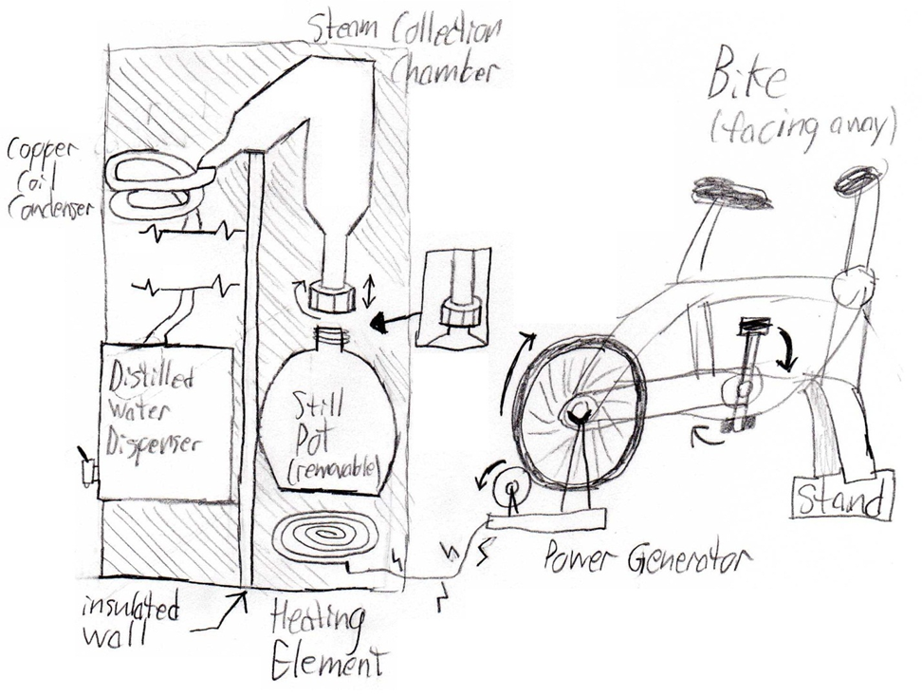 Steam Collection
Chamber
Bike
(facing away)
Copper
Coil
Condenser
Distilled
Water
Dispenser
Still
Pot
(removable)
Stand
Power Generator
insulated
wall
Heating
Element